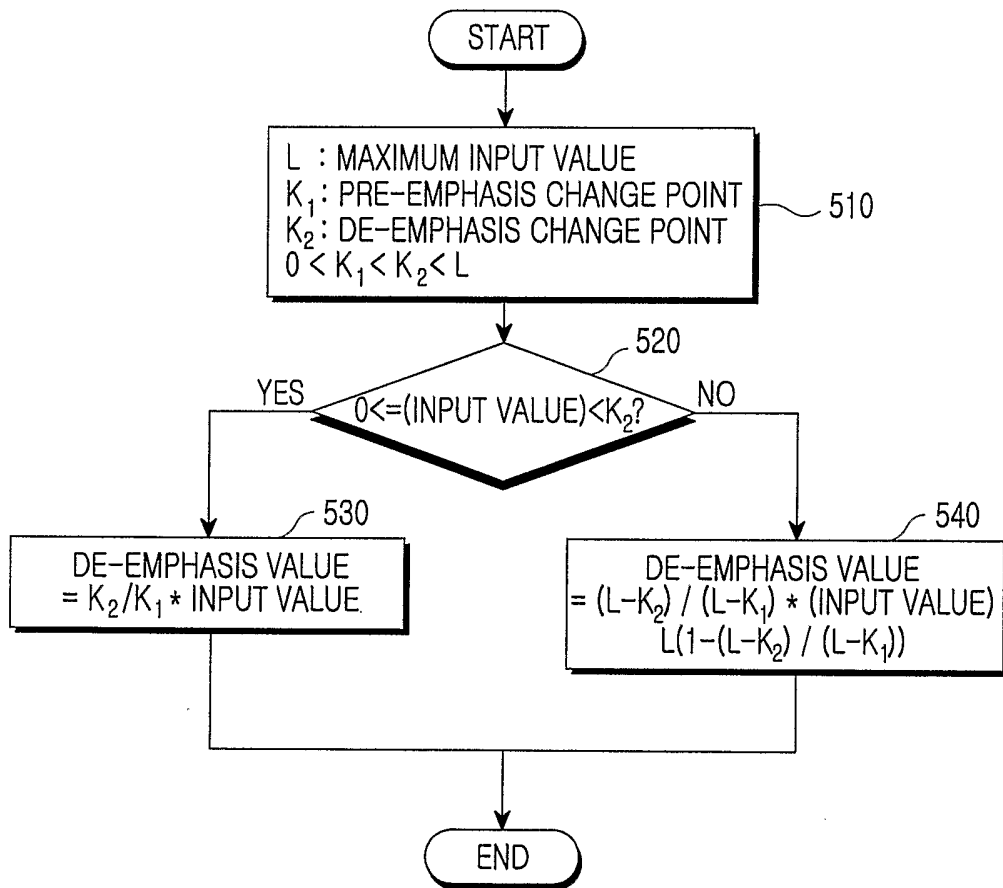 START
L : MAXIMUM INPUT VALUE
K₁ : PRE-EMPHASIS CHANGE POINT
K₂ : DE-EMPHASIS CHANGE POINT
0 < K₁ < K₂ < L
510
520
YES
0<=(INPUT VALUE)<K₂?
NO
530
DE-EMPHASIS VALUE
= K₂/K₁ * INPUT VALUE
540
DE-EMPHASIS VALUE
= (L-K₂) / (L-K₁) * (INPUT VALUE)
L(1-(L-K₂) / (L-K₁))
END